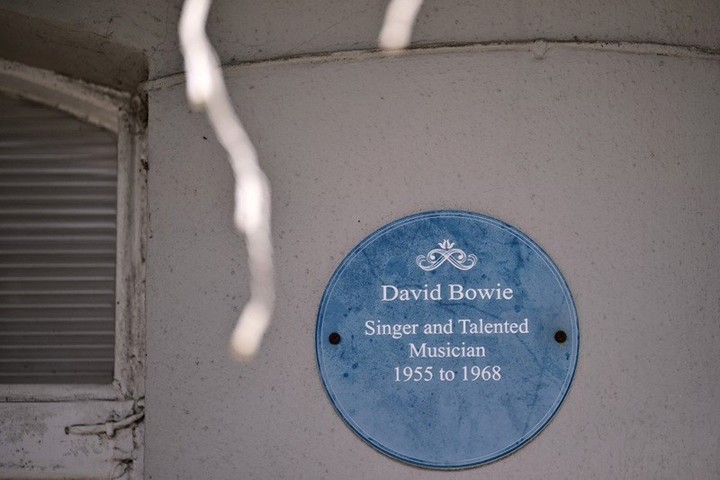 David Bowie
Singer and Talented
Musician
1955 to 1968